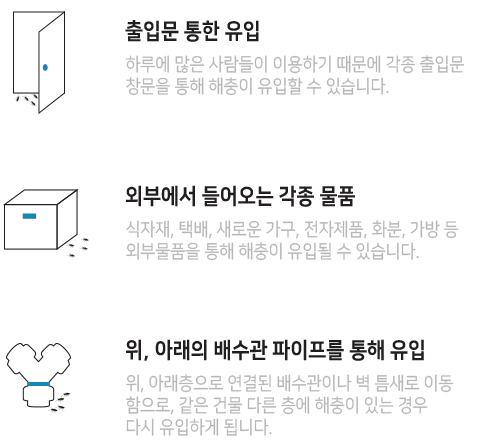 출입문 통한 유입
하루에 많은 사람들이 이용하기 때문에 각종 출입문
창문을 통해 해충이 유입할 수 있습니다.
외부에서 들어오는 각종 물품
식자재, 택배, 새로운 가구, 전자제품, 화분, 가방 등
외부물품을 통해 해충이 유입될 수 있습니다.
위, 아래의 배수관 파이프를 통해 유입
위, 아래층으로 연결된 배수관이나 벽 틈새로 이동
함으로, 같은 건물 다른 층에 해충이 있는 경우
다시 유입하게 됩니다.